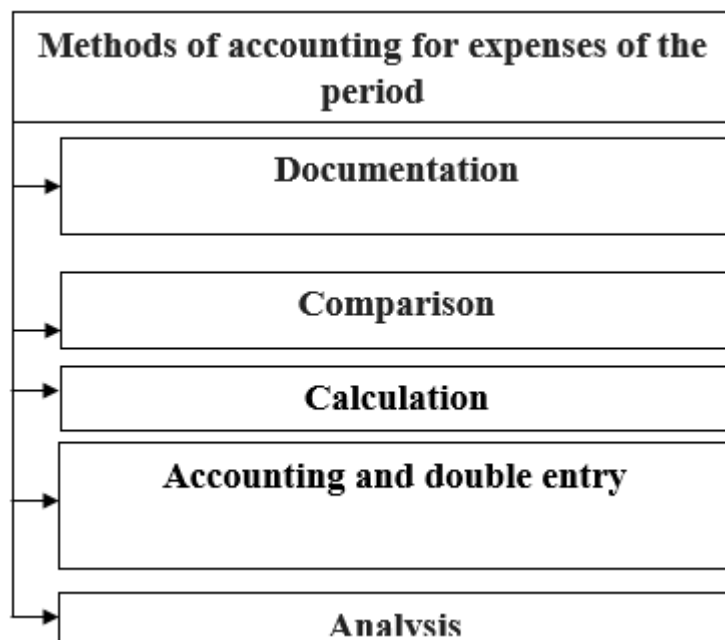 Methods of accounting for expenses of the
period
Documentation
Comparison
Calculation
Accounting and double entry
Analysis